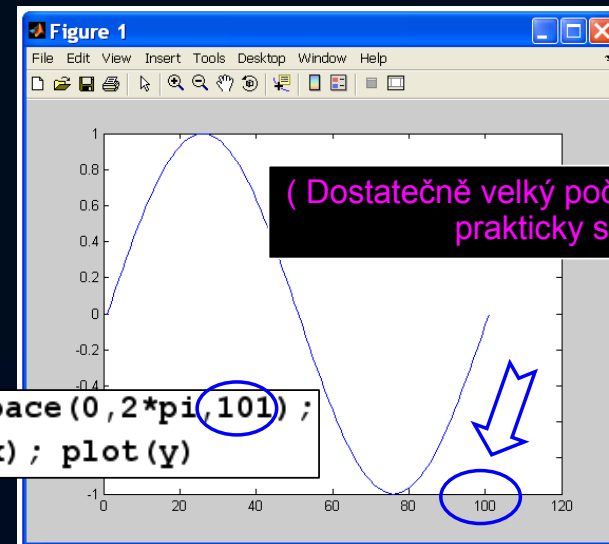 Figure 1
File Edit View Insert Tools Desktop Window Help
1
0.8
( Dostatečně velký
0.6
prakticky
0.4
0.2
0
-0.2
-0.4
(0,2*pi,101);
); plot(y)
-1
0 20 40 60 80 100 120